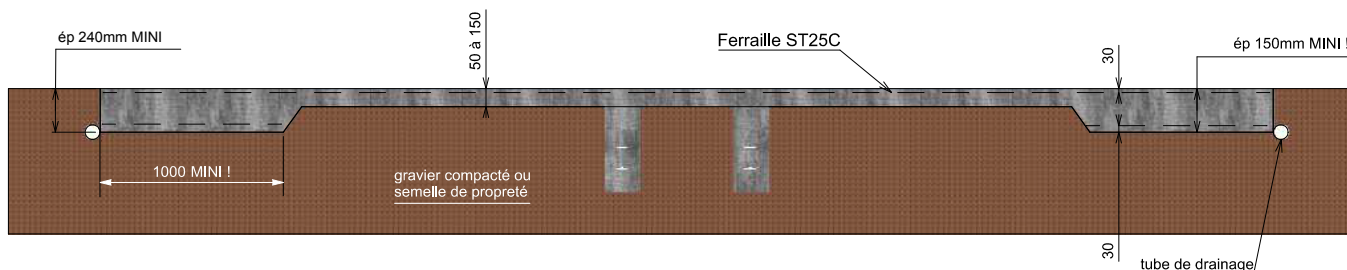 ép 240mm MINI
50 à 150
Ferraille ST25C
30
ép 150mm MINI !
1000 MINI !
gravier compacté ou
semelle de propreté
30
tube de drainage